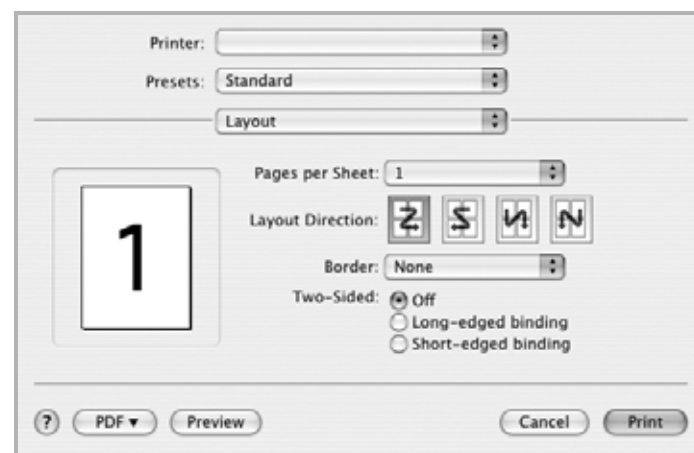 Printer:
Presets: Standard
Layout
Pages per Sheet: 1
1
Layout Direction:
Border: None
Two-Sided: Off
Long-edged binding
Short-edged binding
? PDF▼ Preview Cancel Print